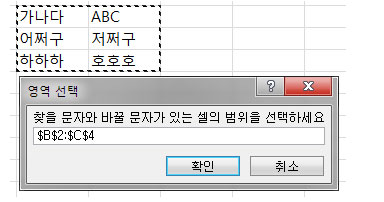 가나다 ABC
어쩌구 저쩌구
하하하 호호호
영역 선택
찾을 문자와 바꿀 문자가 있는 셀의 범위를 선택하세요
$B$2:$C$4
확인 취소